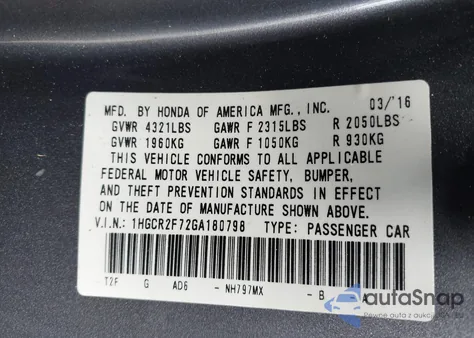 MFD. BY HONDA OF AMERICA MFG., INC. 03/'16
GVWR 4321LBS GAWR F 2315LBS R 2050LBS
GVWR 1960KG GAWR F 1050KG R 930KG
THIS VEHICLE CONFORMS TO ALL APPLICABLE
FEDERAL MOTOR VEHICLE SAFETY, BUMPER,
AND THEFT PREVENTION STANDARDS IN EFFECT
ON THE DATE OF MANUFACTURE SHOWN ABOVE.
V.I.N.: 1HGCR2F72GA180798 TYPE: PASSENGER CAR
T2F G AD6 - NH797MX - B A
autoSnap
Pewne auto z